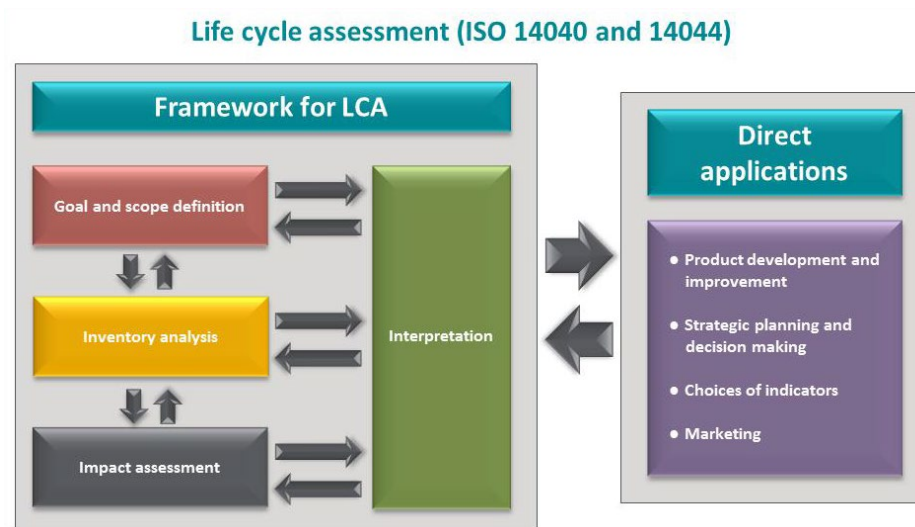 Life cycle assessment (ISO 14040 and 14044)
Framework for LCA
Goal and scope definition
Inventory analysis
Impact assessment
Interpretation
Direct
applications
● Product development and
improvement
● Strategic planning and
decision making
● Choices of indicators
● Marketing